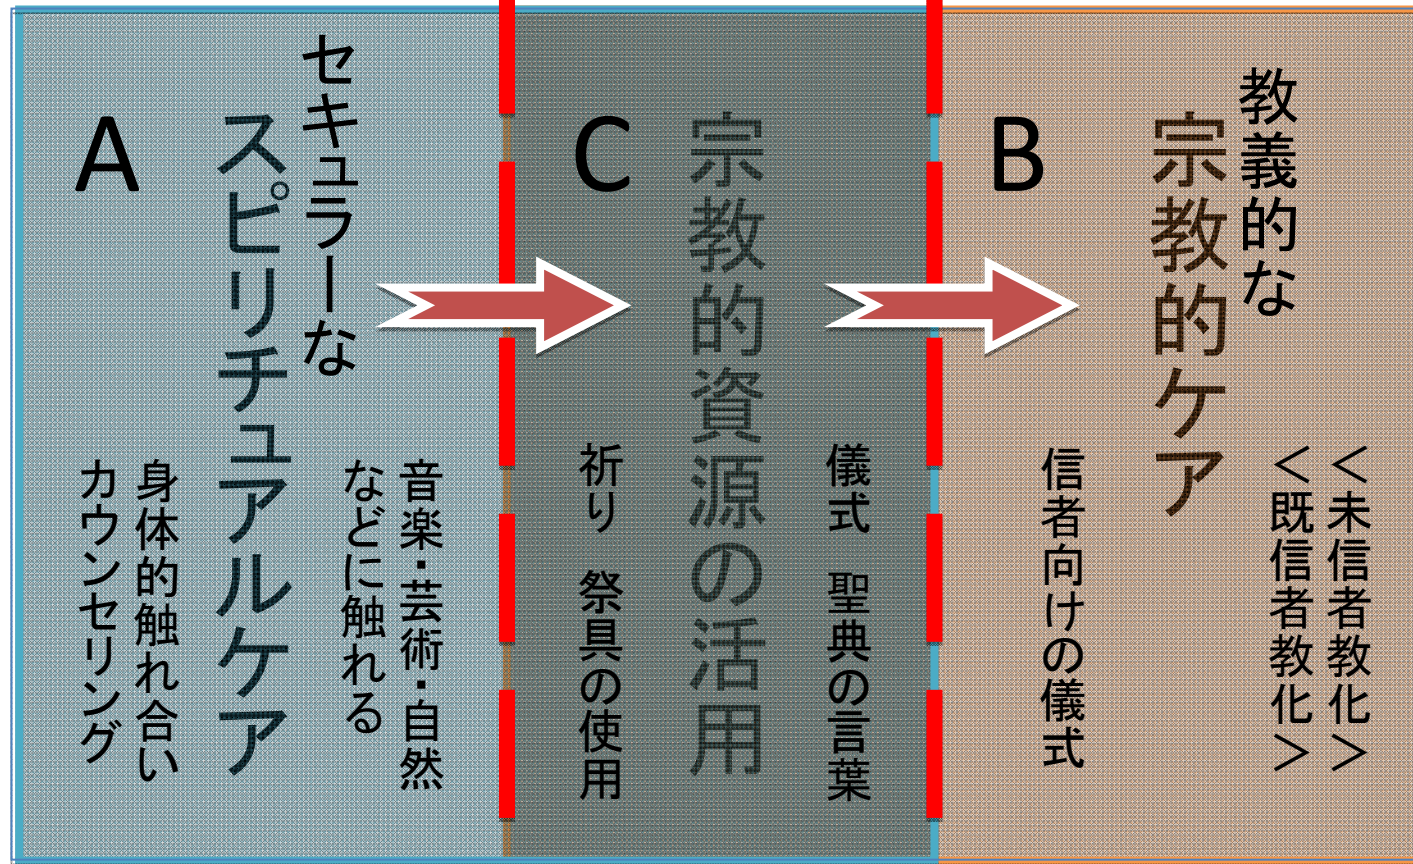 A
セキュラーな
スピリチュアルケア
音楽・芸術・自然
などに触れる
身体的触れ合い
カウンセリング
C
宗教的資源の活用
儀式　聖典の言葉
祈り　祭具の使用
B
教義的な
宗教的ケア
＜未信者教化＞
＜既信者教化＞
信者向けの儀式